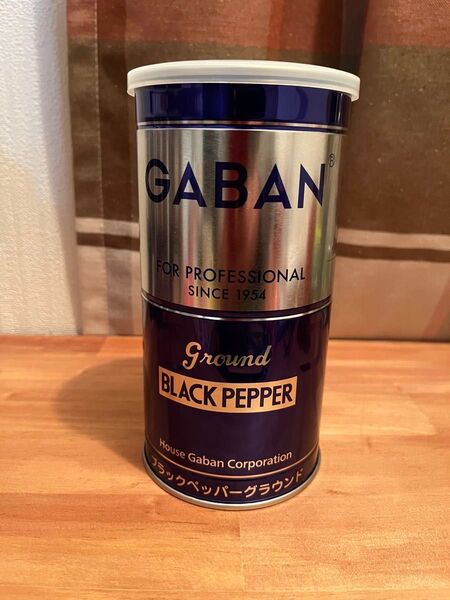 GABAN®
FOR PROFESSIONAL
SINCE 1954
ground
BLACK PEPPER
House Gaban Corporation
ブラックペッパーグラウンド